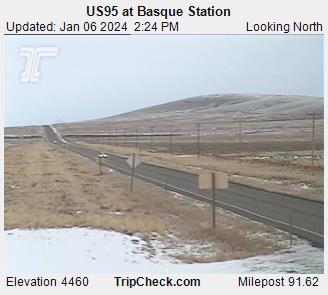 US95 at Basque Station
Updated: Jan 06 2024 2:24 PM Looking North
Elevation 4460 TripCheck.com Milepost 91.62